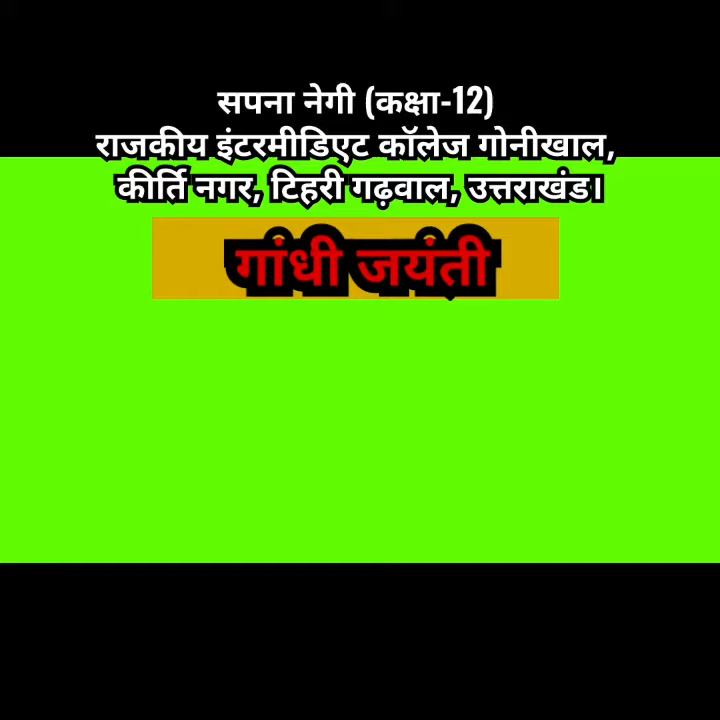 सपना नेगी (कक्षा-12)
राजकीय इंटरमीडिएट कॉलेज गोनीखाल,
कीर्ति नगर, टिहरी गढ़वाल, उत्तराखंड।
गांधी जयंती